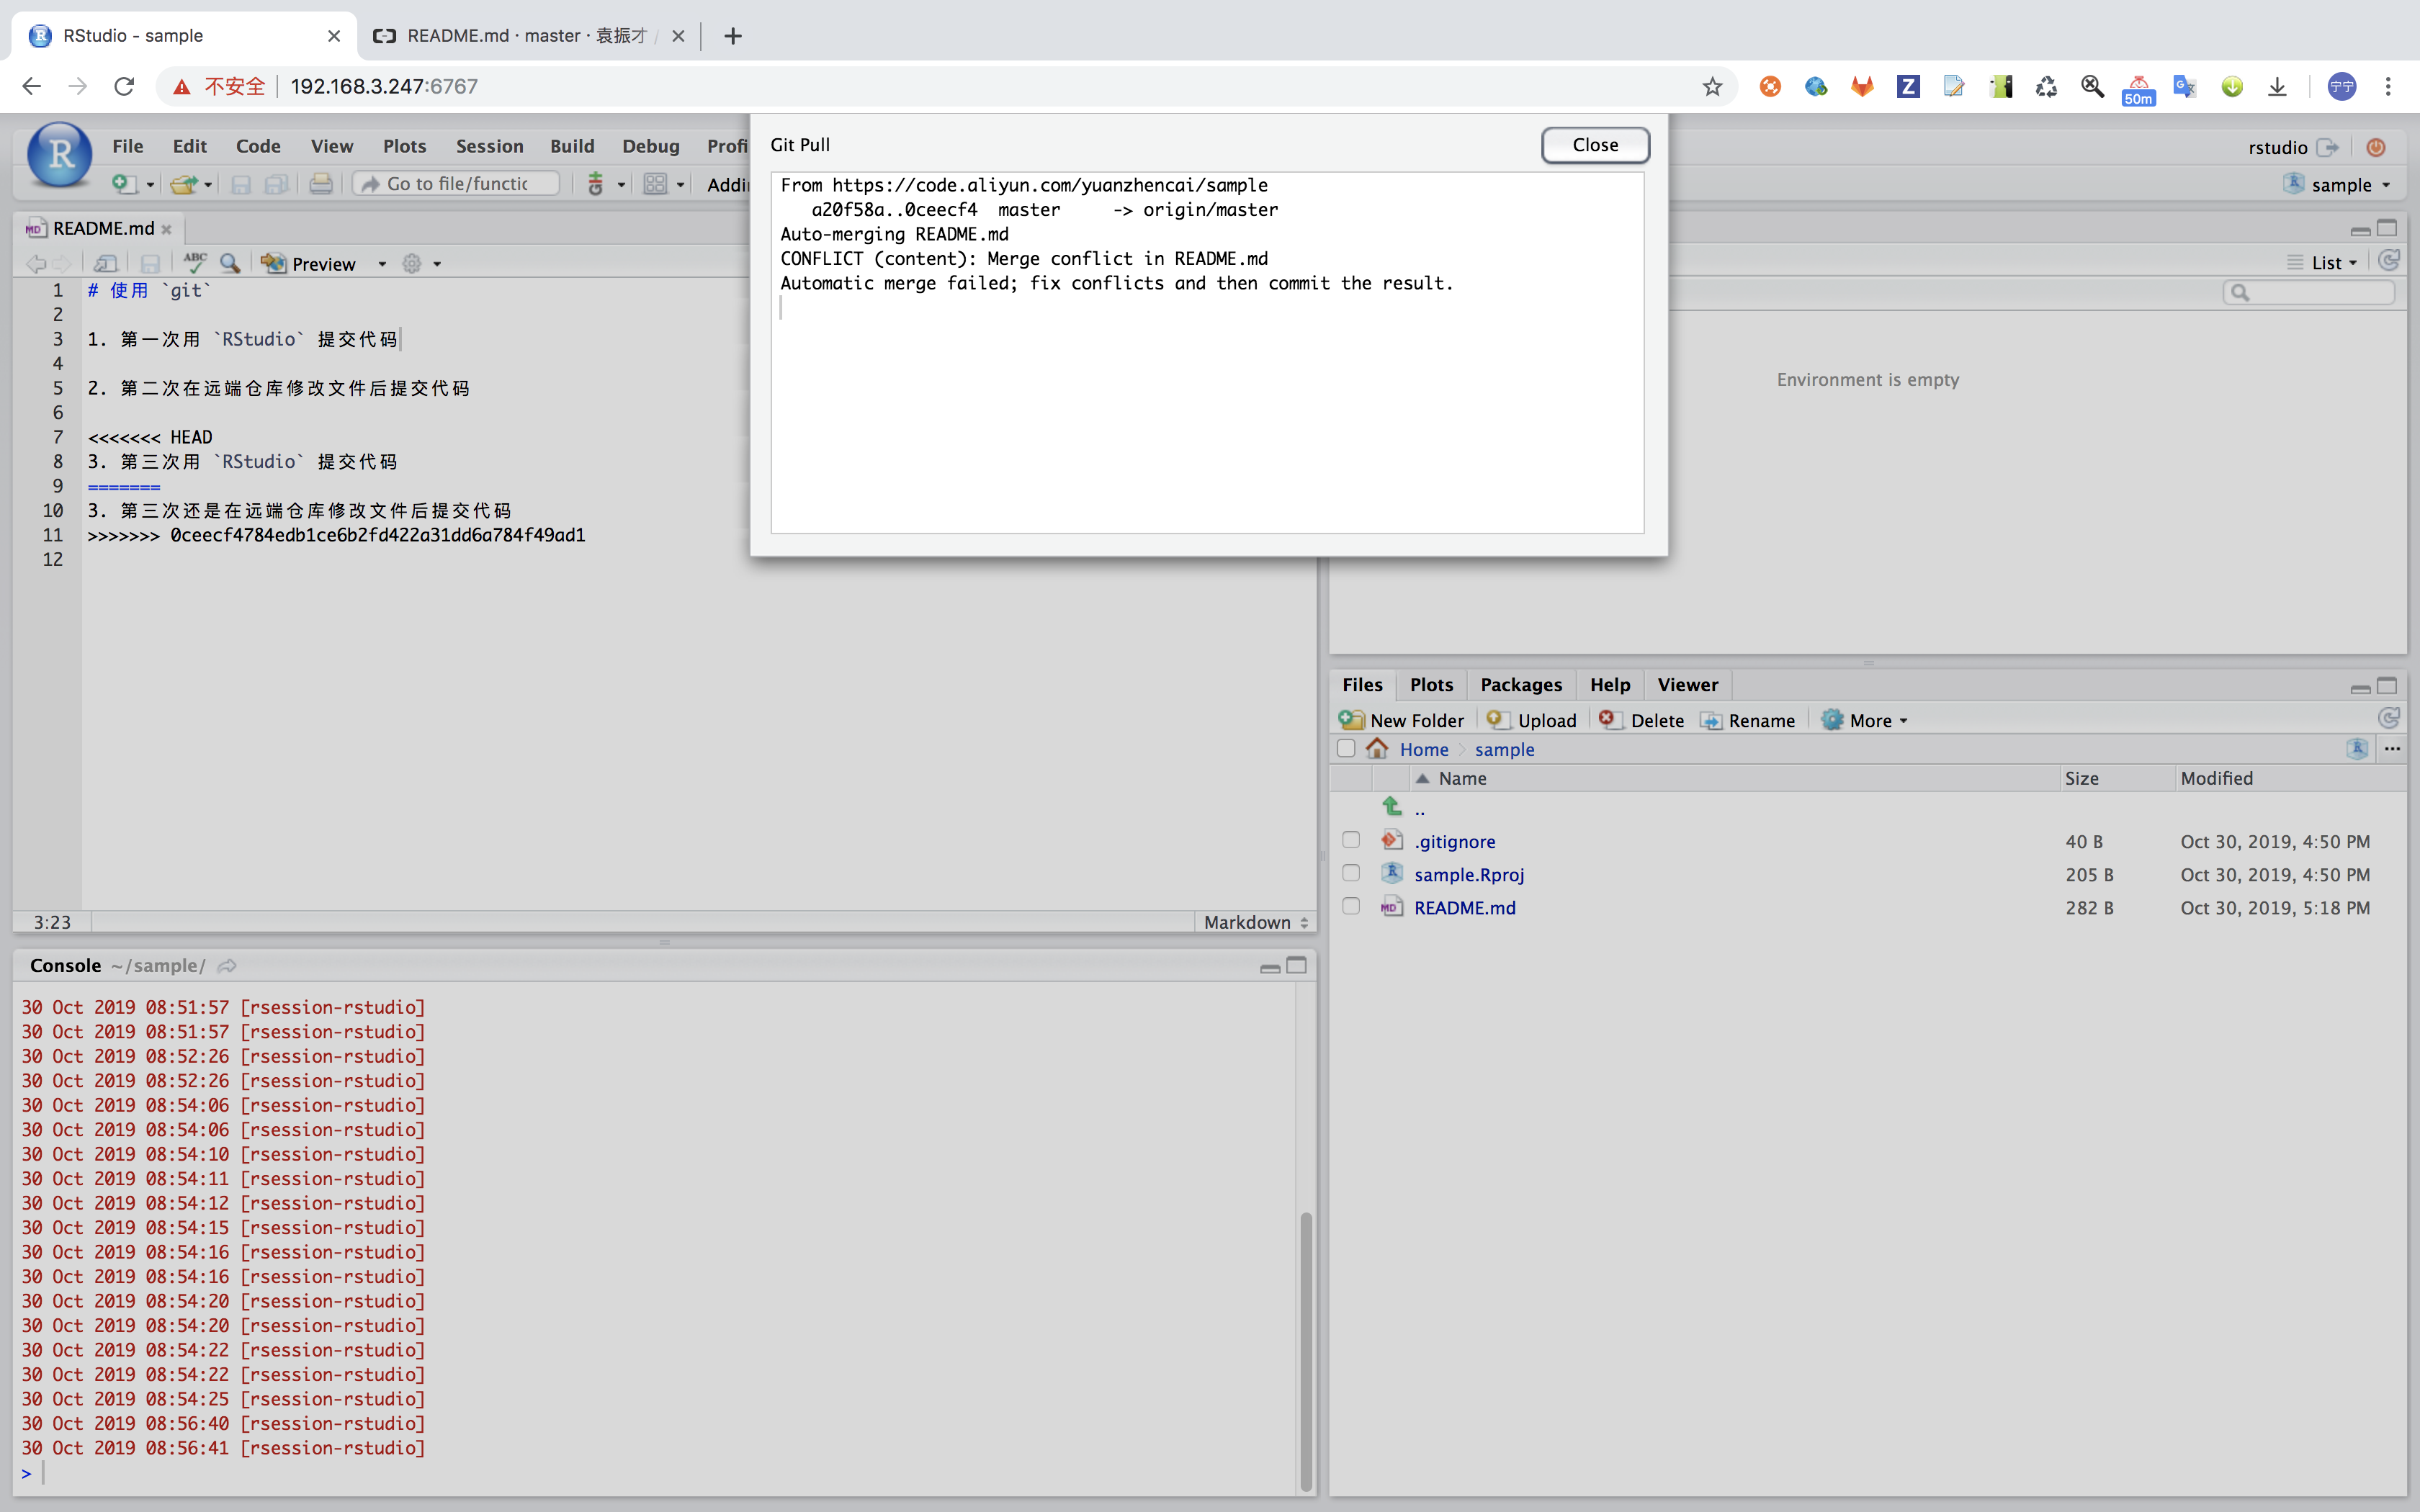 RStudio - sample
README.md · master · 袁振才 /
不安全 192.168.3.247:6767
50m
宁宁
File Edit Code View Plots Session Build Debug Profi
rstudio
Go to file/functic
Addi
sample
Git Pull
Close
From https://code.aliyun.com/yuanzhencai/sample
a20f58a..0ceecf4 master -> origin/master
Auto-merging README.md
CONFLICT (content): Merge conflict in README.md
Automatic merge failed; fix conflicts and then commit the result.
README.md
ABC
Preview
1 # 使用 `git`
2
3 1. 第一次用 `RStudio` 提交代码
4
5 2. 第二次在远端仓库修改文件后提交代码
6
7 <<<<<<< HEAD
8 3. 第三次用 `RStudio` 提交代码
9 =======
10 3. 第三次还是在远端仓库修改文件后提交代码
11 >>>>>>> 0ceecf4784edb1ce6b2fd422a31dd6a784f49ad1
12
3:23
Markdown
List
Environment is empty
Console ~/sample/
30 Oct 2019 08:51:57 [rsession-rstudio]
30 Oct 2019 08:51:57 [rsession-rstudio]
30 Oct 2019 08:52:26 [rsession-rstudio]
30 Oct 2019 08:52:26 [rsession-rstudio]
30 Oct 2019 08:54:06 [rsession-rstudio]
30 Oct 2019 08:54:06 [rsession-rstudio]
30 Oct 2019 08:54:10 [rsession-rstudio]
30 Oct 2019 08:54:11 [rsession-rstudio]
30 Oct 2019 08:54:12 [rsession-rstudio]
30 Oct 2019 08:54:15 [rsession-rstudio]
30 Oct 2019 08:54:16 [rsession-rstudio]
30 Oct 2019 08:54:16 [rsession-rstudio]
30 Oct 2019 08:54:20 [rsession-rstudio]
30 Oct 2019 08:54:20 [rsession-rstudio]
30 Oct 2019 08:54:22 [rsession-rstudio]
30 Oct 2019 08:54:22 [rsession-rstudio]
30 Oct 2019 08:54:25 [rsession-rstudio]
30 Oct 2019 08:56:40 [rsession-rstudio]
30 Oct 2019 08:56:41 [rsession-rstudio]
>
Files Plots Packages Help Viewer
New Folder Upload Delete Rename More
Home sample
Name Size Modified
..
.gitignore 40 B Oct 30, 2019, 4:50 PM
sample.Rproj 205 B Oct 30, 2019, 4:50 PM
README.md 282 B Oct 30, 2019, 5:18 PM